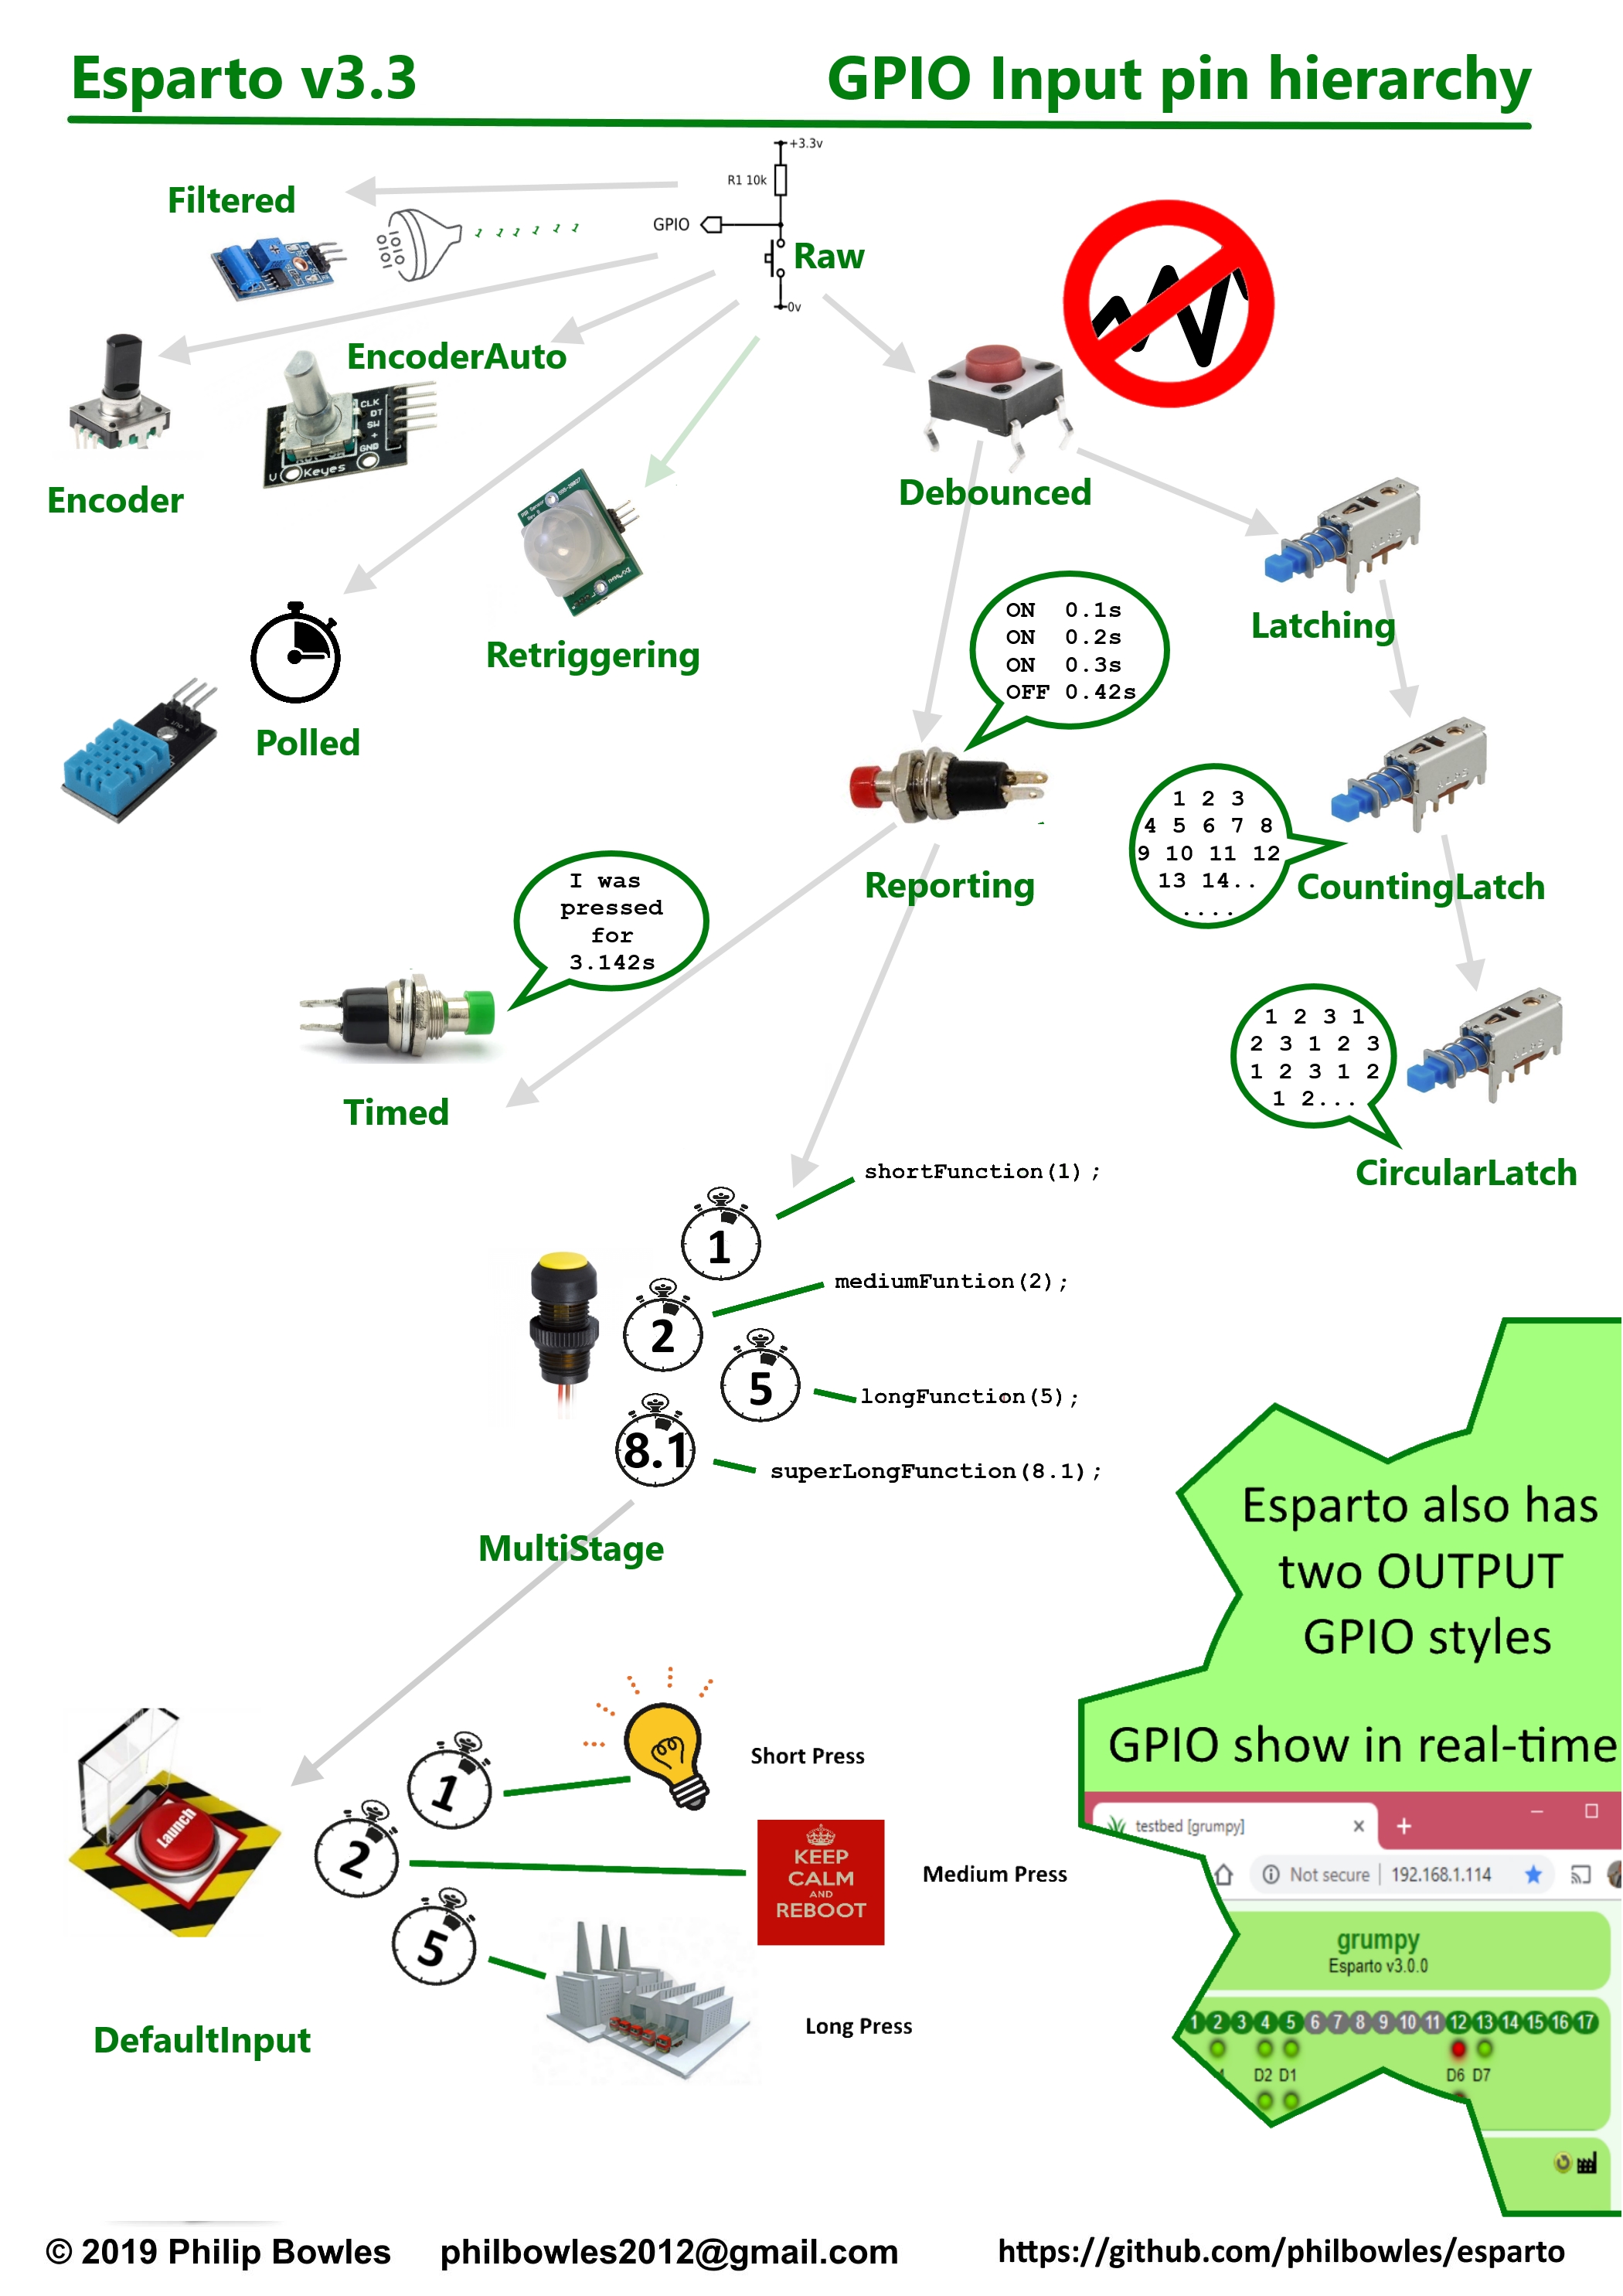 Esparto v3.3
GPIO Input pin hierarchy
+3.3v
R1 10k
GPIO
Raw
0v
Filtered
1010
0101
EncoderAuto
CLK
DT
SW
+
GND
Keyes
Encoder
Debounced
Retriggering
Polled
Latching
ON 0.1s
ON 0.2s
ON 0.3s
OFF 0.42s
Reporting
1 2 3
4 5 6 7 8
9 10 11 12
13 14..
....
CountingLatch
I was
pressed
for
3.142s
Timed
1 2 3 1
2 3 1 2 3
1 2 3 1 2
1 2...
CircularLatch
1
shortFunction(1);
2
mediumFuntion(2);
5
longFunction(5);
8.1
superLongFunction(8.1);
MultiStage
Launch
1
Short Press
2
KEEP
CALM
AND
REBOOT
Medium Press
5
Long Press
DefaultInput
Esparto also has
two OUTPUT
GPIO styles
GPIO show in real-time
testbed [grumpy]
Not secure | 192.168.1.114
grumpy
Esparto v3.0.0
1 2 3 4 5 6 7 8 9 10 11 12 13 14 15 16 17
D2 D1 D6 D7
© 2019 Philip Bowles philbowles2012@gmail.com https://github.com/philbowles/esparto